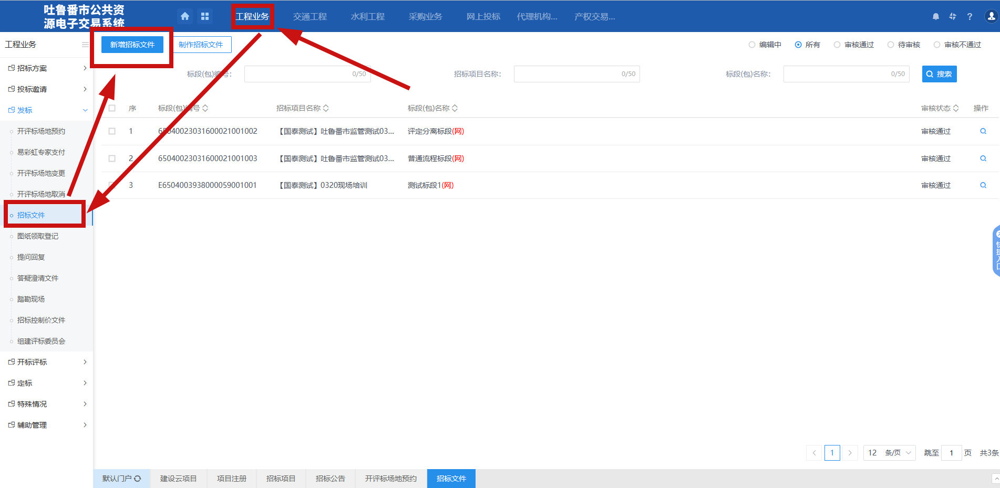 吐鲁番市公共资
源电子交易系统
工程业务
交通工程
水利工程
采购业务
网上投标
代理机构...
产权交易...
工程业务
新增招标文件
制作招标文件
编辑中
所有
审核通过
待审核
审核不通过
招标方案
投标邀请
发标
开评标场地预约
易彩虹专家支付
开评标场地变更
开评标场地取消
招标文件
图纸领取登记
提问回复
答疑澄清文件
踏勘现场
招标控制价文件
组建评标委员会
开标评标
定标
特殊情况
辅助管理
标段(包)编号:
0/50
招标项目名称:
0/50
标段(包)名称:
0/50
搜索
序 标段(包)编号 招标项目名称 标段(包)名称 审核状态 操作
1 65040023031600021001002 【国泰测试】吐鲁番市监管测试03... 评定分离标段(网) 审核通过
2 65040023031600021001003 【国泰测试】吐鲁番市监管测试03... 普通流程标段(网) 审核通过
3 E6504003938000059001001 【国泰测试】0320现场培训 测试标段1(网) 审核通过
快捷入口
1 12 条/页 跳至 1 页 共3条
默认门户
建设云项目
项目注册
招标项目
招标公告
开评标场地预约
招标文件